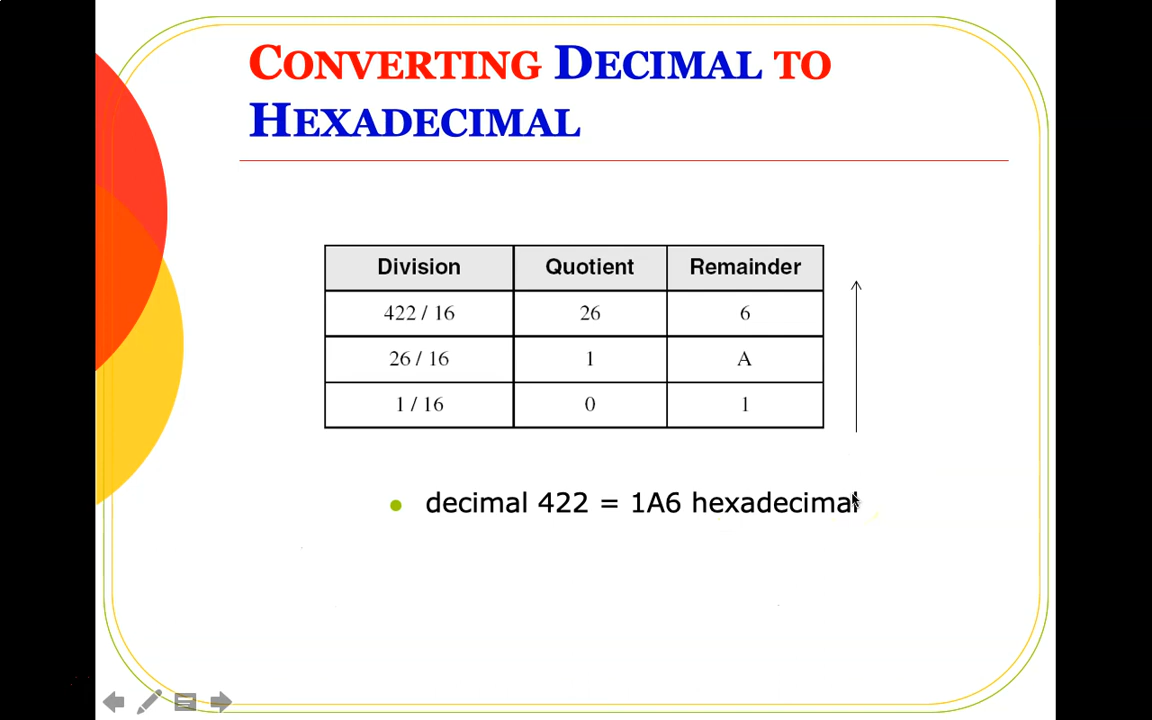 CONVERTING DECIMAL TO
HEXADECIMAL
Division Quotient Remainder
422 / 16 26 6
26 / 16 1 A
1 / 16 0 1
decimal 422 = 1A6 hexadecimal